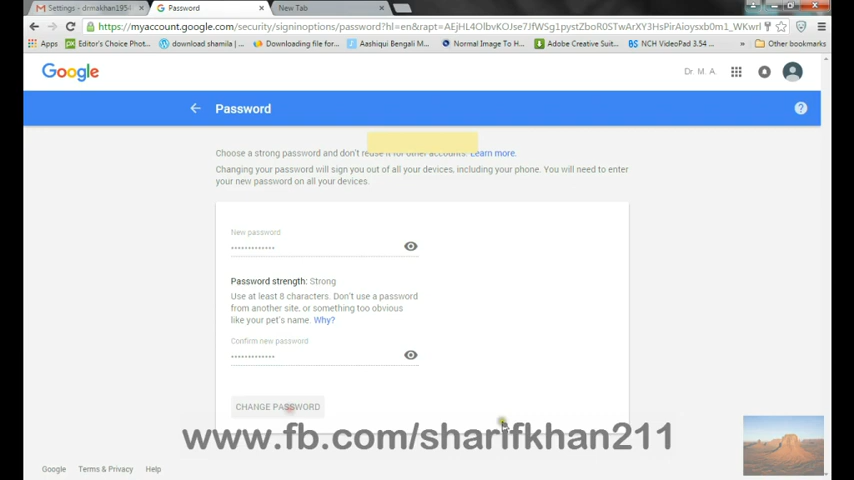 Settings - drmakhan1954
Password
New Tab
https://myaccount.google.com/security/signinoptions/password?hl=en&rapt=
Apps
Editor's Choice Phot...
download shamila - G...
Downloading file for...
Aashiqui Bengali M...
Normal Image To H...
Adobe Creative Suit...
NCH VideoPad 3.54 ...
»
Other bookmarks
Google
Dr. M. A.
Password
Choose a strong password and don't reuse it for other accounts. Learn more.
Changing your password will sign you out of all your devices, including your phone. You will need to enter
your new password on all your devices.
New password
Password strength: Strong
Use at least 8 characters. Don't use a password
from another site, or something too obvious
like your pet's name. Why?
Confirm new password
CHANGE PASSWORD
www.fb.com/sharifkhan211
Google Terms & Privacy Help